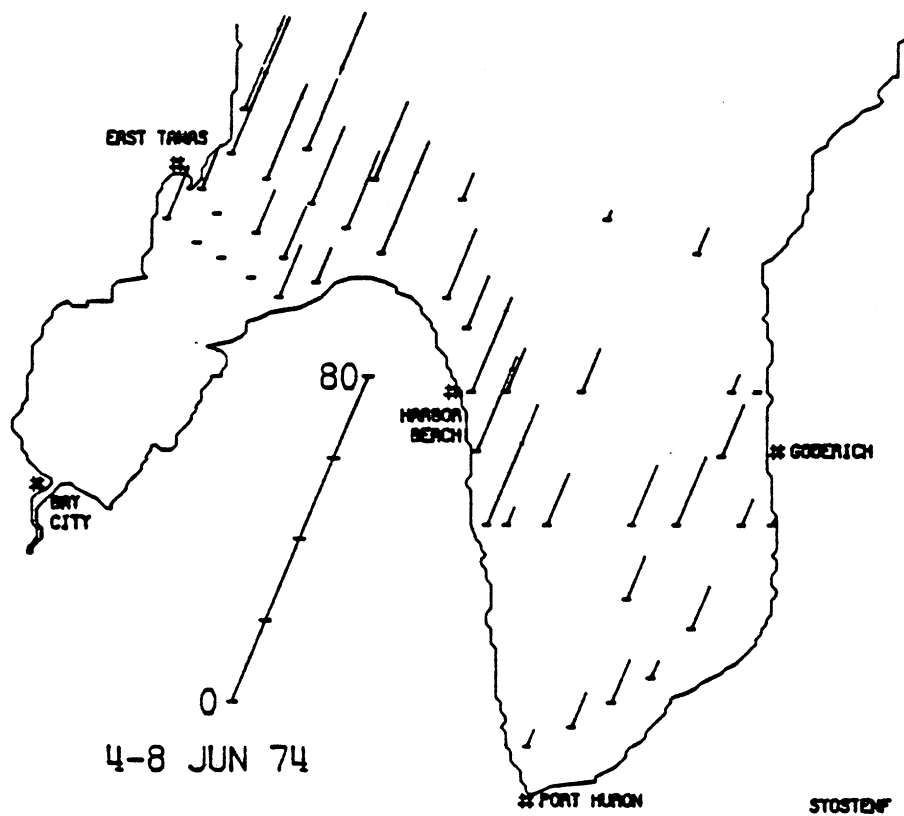 EAST TAWAS
80
HARBOR
BEACH
GODERICH
BAY
CITY
0
4-8 JUN 74
PORT HURON
STOSTENF